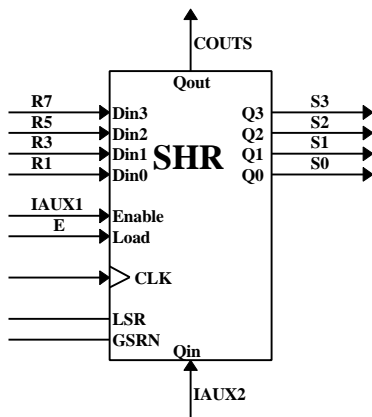 COUTS
Qout
R7 Din3 Q3 S3
R5 Din2 Q2 S2
R3 Din1 SHR Q1 S1
R1 Din0 Q0 S0
IAUX1 Enable
E Load
CLK
LSR
GSRN
Qin
IAUX2